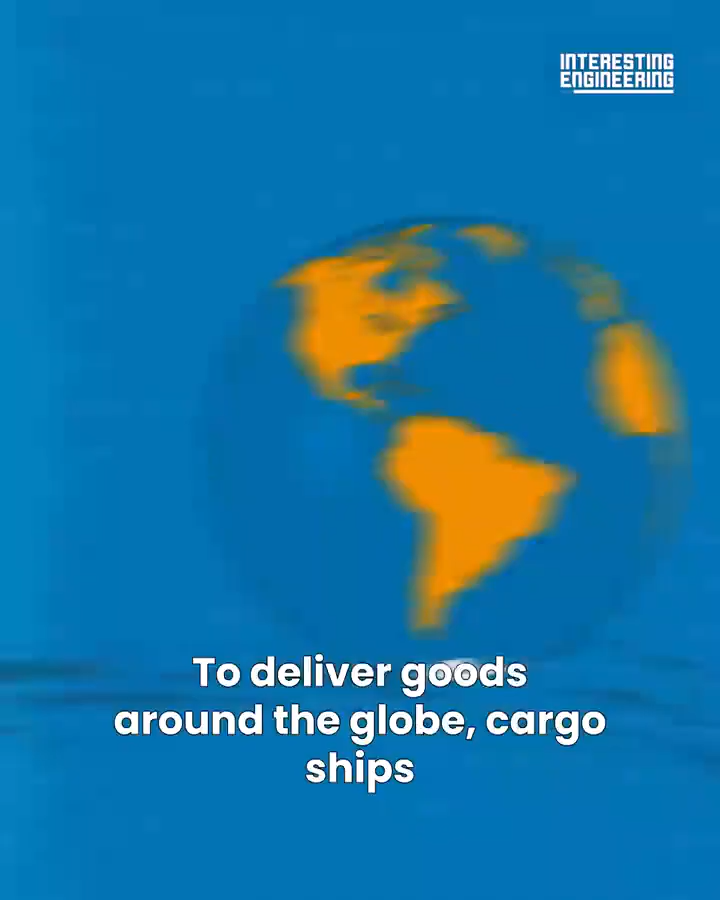 INTERESTING
ENGINEERING
To deliver goods
around the globe, cargo
ships